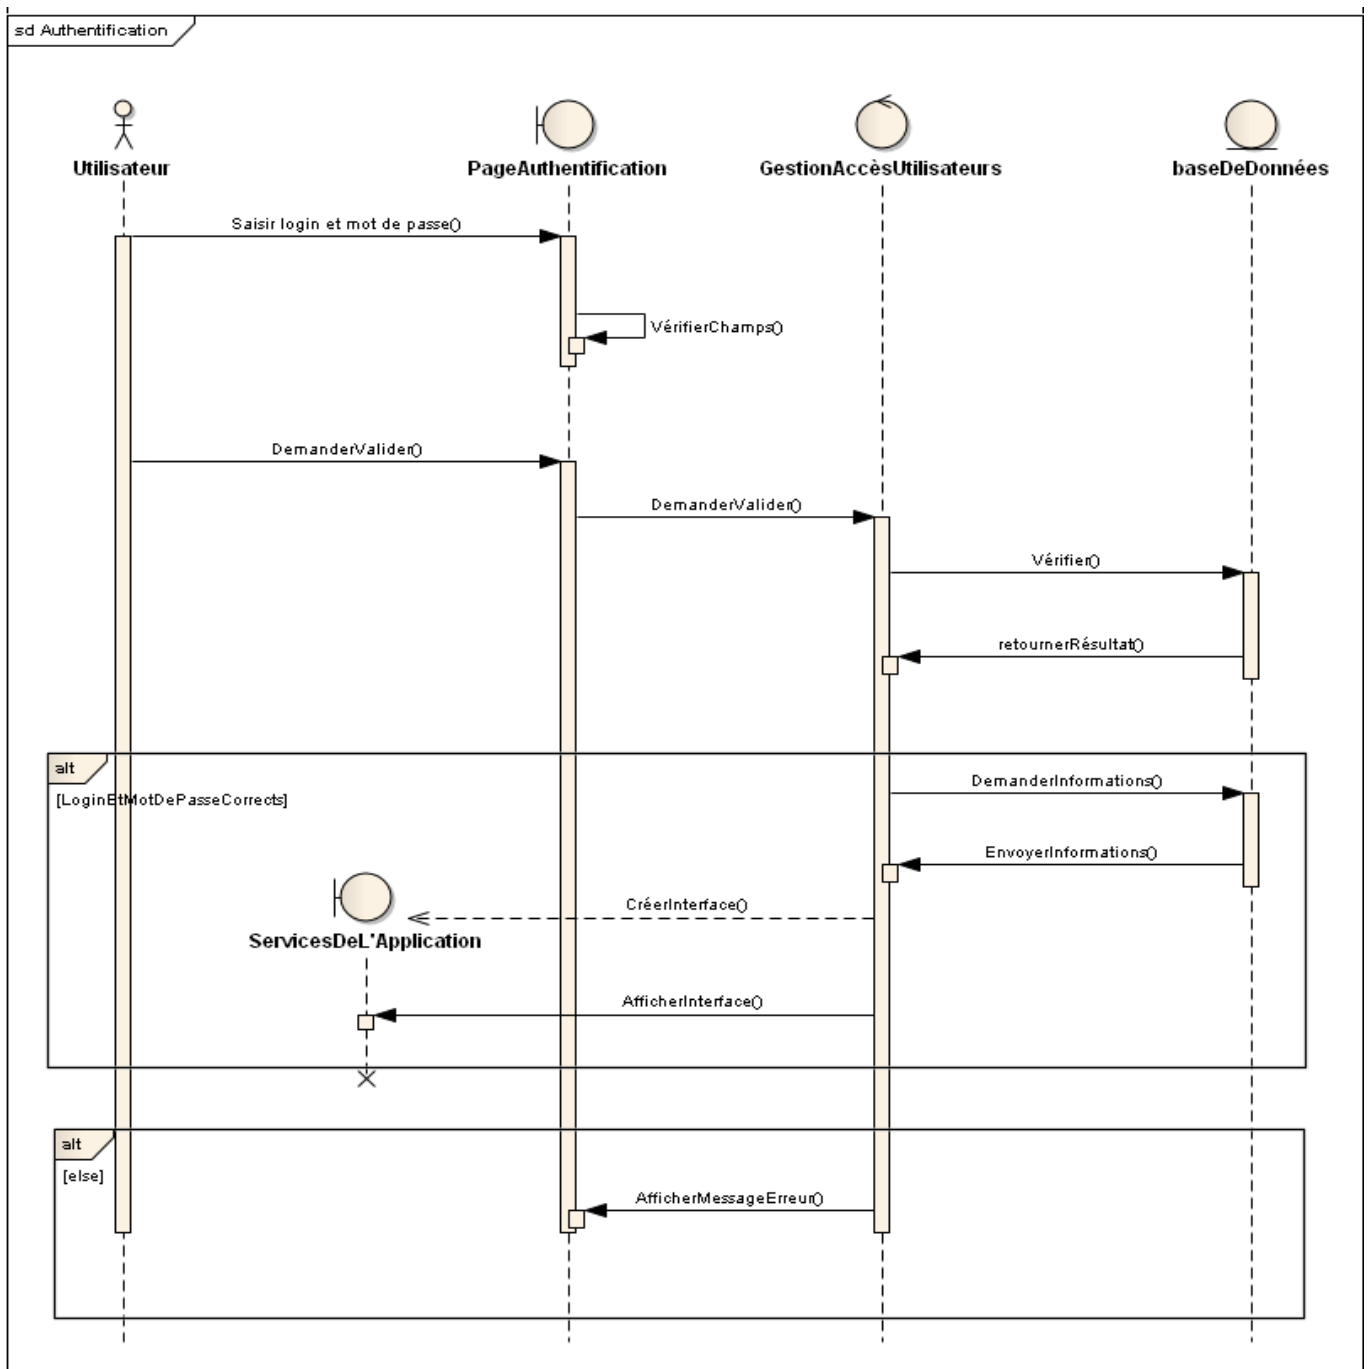 sd Authentification
Utilisateur
PageAuthentification
GestionAccèsUtilisateurs
baseDeDonnées
Saisir login et mot de passe()
VérifierChamps()
DemanderValider()
DemanderValider()
Vérifier()
retournerRésultat()
alt
[LoginEtMotDePasseCorrects]
DemanderInformations()
EnvoyerInformations()
CréerInterface()
ServicesDeL'Application
AfficherInterface()
alt
[else]
AfficherMessageErreur()